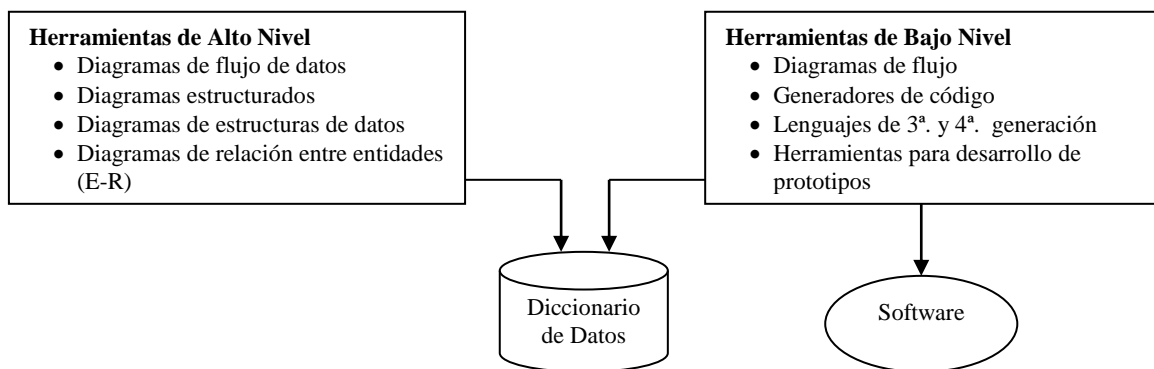 Herramientas de Alto Nivel
• Diagramas de flujo de datos
• Diagramas estructurados
• Diagramas de estructuras de datos
• Diagramas de relación entre entidades
(E-R)
Herramientas de Bajo Nivel
• Diagramas de flujo
• Generadores de código
• Lenguajes de 3ª. y 4ª.  generación
• Herramientas para desarrollo de
prototipos
Diccionario
de Datos
Software